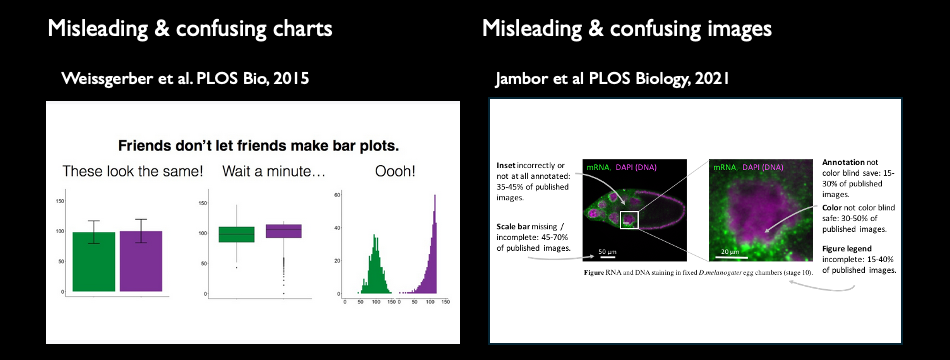 Misleading & confusing charts
Weissgerber et al. PLOS Bio, 2015
Friends don't let friends make bar plots.
These look the same!
Wait a minute…
Oooh!
150
100
50
0
150
100
50
0
60
40
20
0
0
50
100
150
0
50
100
150
Misleading & confusing images
Jambor et al PLOS Biology, 2021
Inset incorrectly or
not at all annotated:
35-45% of published
images.
Scale bar missing /
incomplete: 45-70%
of published images.
mRNA DAPI (DNA)
50 µm
mRNA DAPI (DNA)
20 µm
Figure RNA and DNA staining in fixed D.melanogater egg chambers (stage 10).
Annotation not
color blind save: 15-
30% of published
images.
Color not color blind
safe: 30-50% of
published images.
Figure legend
incomplete: 15-40%
of published images.